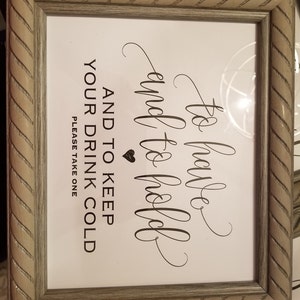 to have
and to hold
AND TO KEEP
YOUR DRINK COLD
PLEASE TAKE ONE